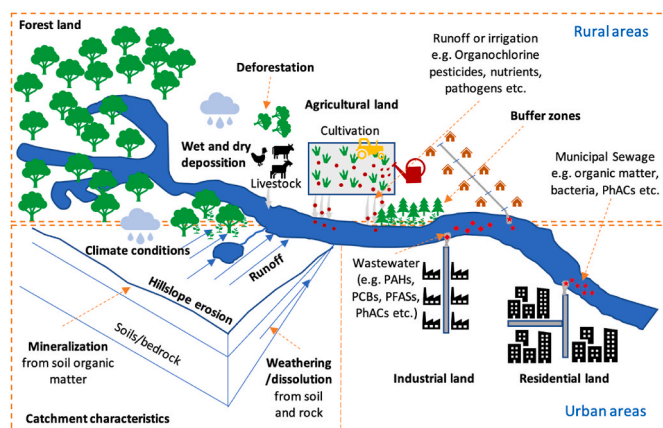 Forest land
Rural areas
Runoff or irrigation
e.g. Organochlorine
pesticides, nutrients,
pathogens etc.
Deforestation
Agricultural land
Cultivation
Buffer zones
Wet and dry
depossition
Livestock
Municipal Sewage
e.g. organic matter,
bacteria, PhACs etc.
Climate conditions
Runoff
Hillslope erosion
Wastewater
(e.g. PAHs,
PCBs, PFASs,
PhACs etc.)
Soils/bedrock
Mineralization
from soil organic
matter
Weathering
/dissolution
from soil
and rock
Industrial land
Residential land
Catchment characteristics
Urban areas